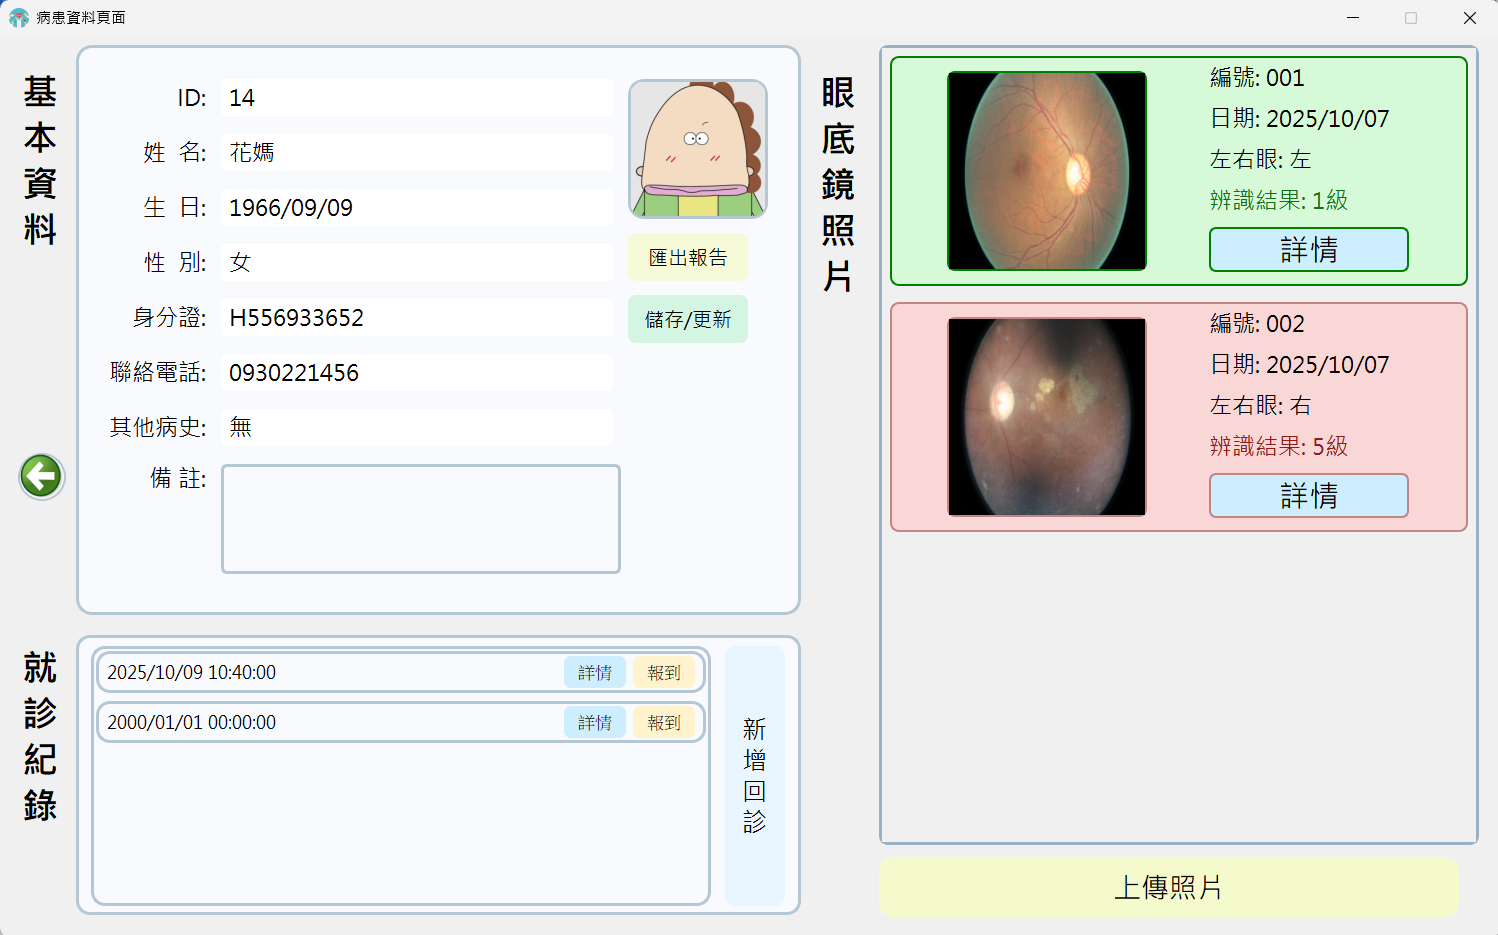 病患資料頁面
基本資料
ID: 14
姓 名: 花媽
生 日: 1966/09/09
性 別: 女
身分證: H556933652
聯絡電話: 0930221456
其他病史: 無
備 註:
匯出報告
儲存/更新
就診紀錄
2025/10/09 10:40:00 詳情 報到
2000/01/01 00:00:00 詳情 報到
新增回診
眼底鏡照片
編號: 001
日期: 2025/10/07
左右眼: 左
辨識結果: 1級
詳情
編號: 002
日期: 2025/10/07
左右眼: 右
辨識結果: 5級
詳情
上傳照片